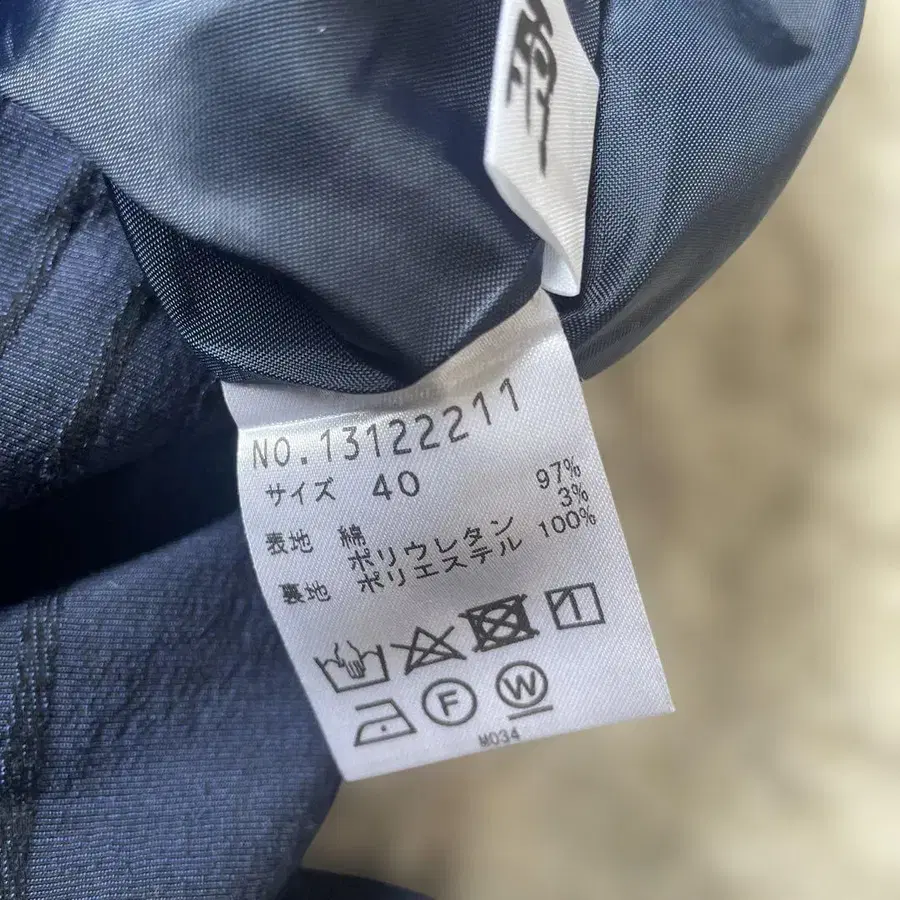 NO.13122211
サイズ 40
表地 綿 97%
ポリウレタン 3%
裏地 ポリエステル 100%
F W
M034